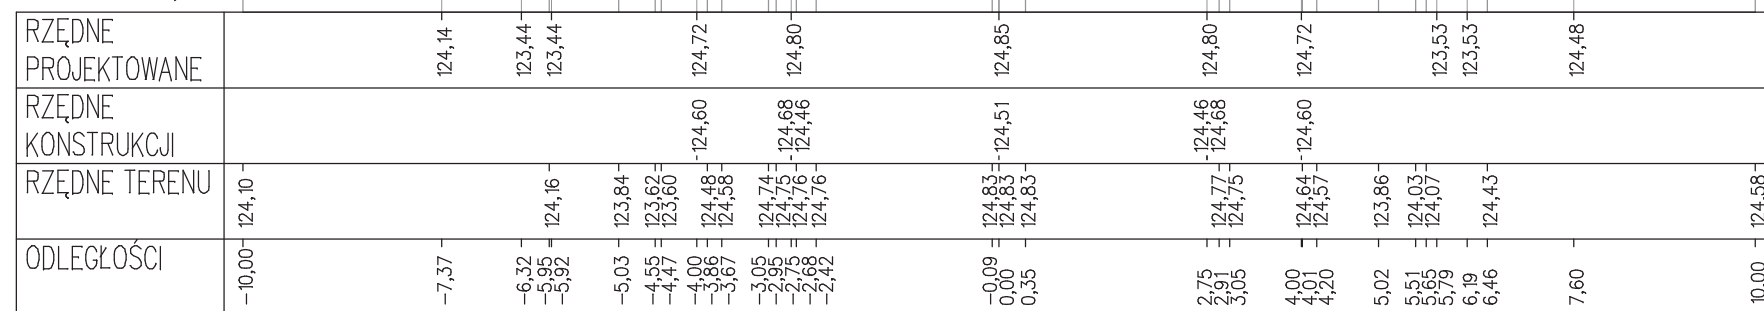 RZĘDNE
PROJEKTOWANE
124,14 123,44 123,44 124,72 124,80 124,85 124,80 124,72 123,53 123,53 124,48
RZĘDNE
KONSTRUKCJI
124,60 124,68 124,46 124,51 124,46 124,68 124,60
RZĘDNE TERENU
124,10 124,16 123,84 123,62 123,60 124,48 124,58 124,74 124,75 124,76 124,76 124,83 124,83 124,83 124,77 124,75 124,64 124,57 123,86 124,03 124,07 124,43 124,58
ODLEGŁOŚCI
-10,00 -7,37 -6,32 -5,95 -5,92 -5,03 -4,55 -4,47 -4,00 -3,86 -3,67 -3,05 -2,95 -2,75 -2,68 -2,42 -0,09 0,00 0,35 2,75 2,91 3,05 4,00 4,01 4,20 5,02 5,51 5,65 5,79 6,19 6,46 7,60 10,00